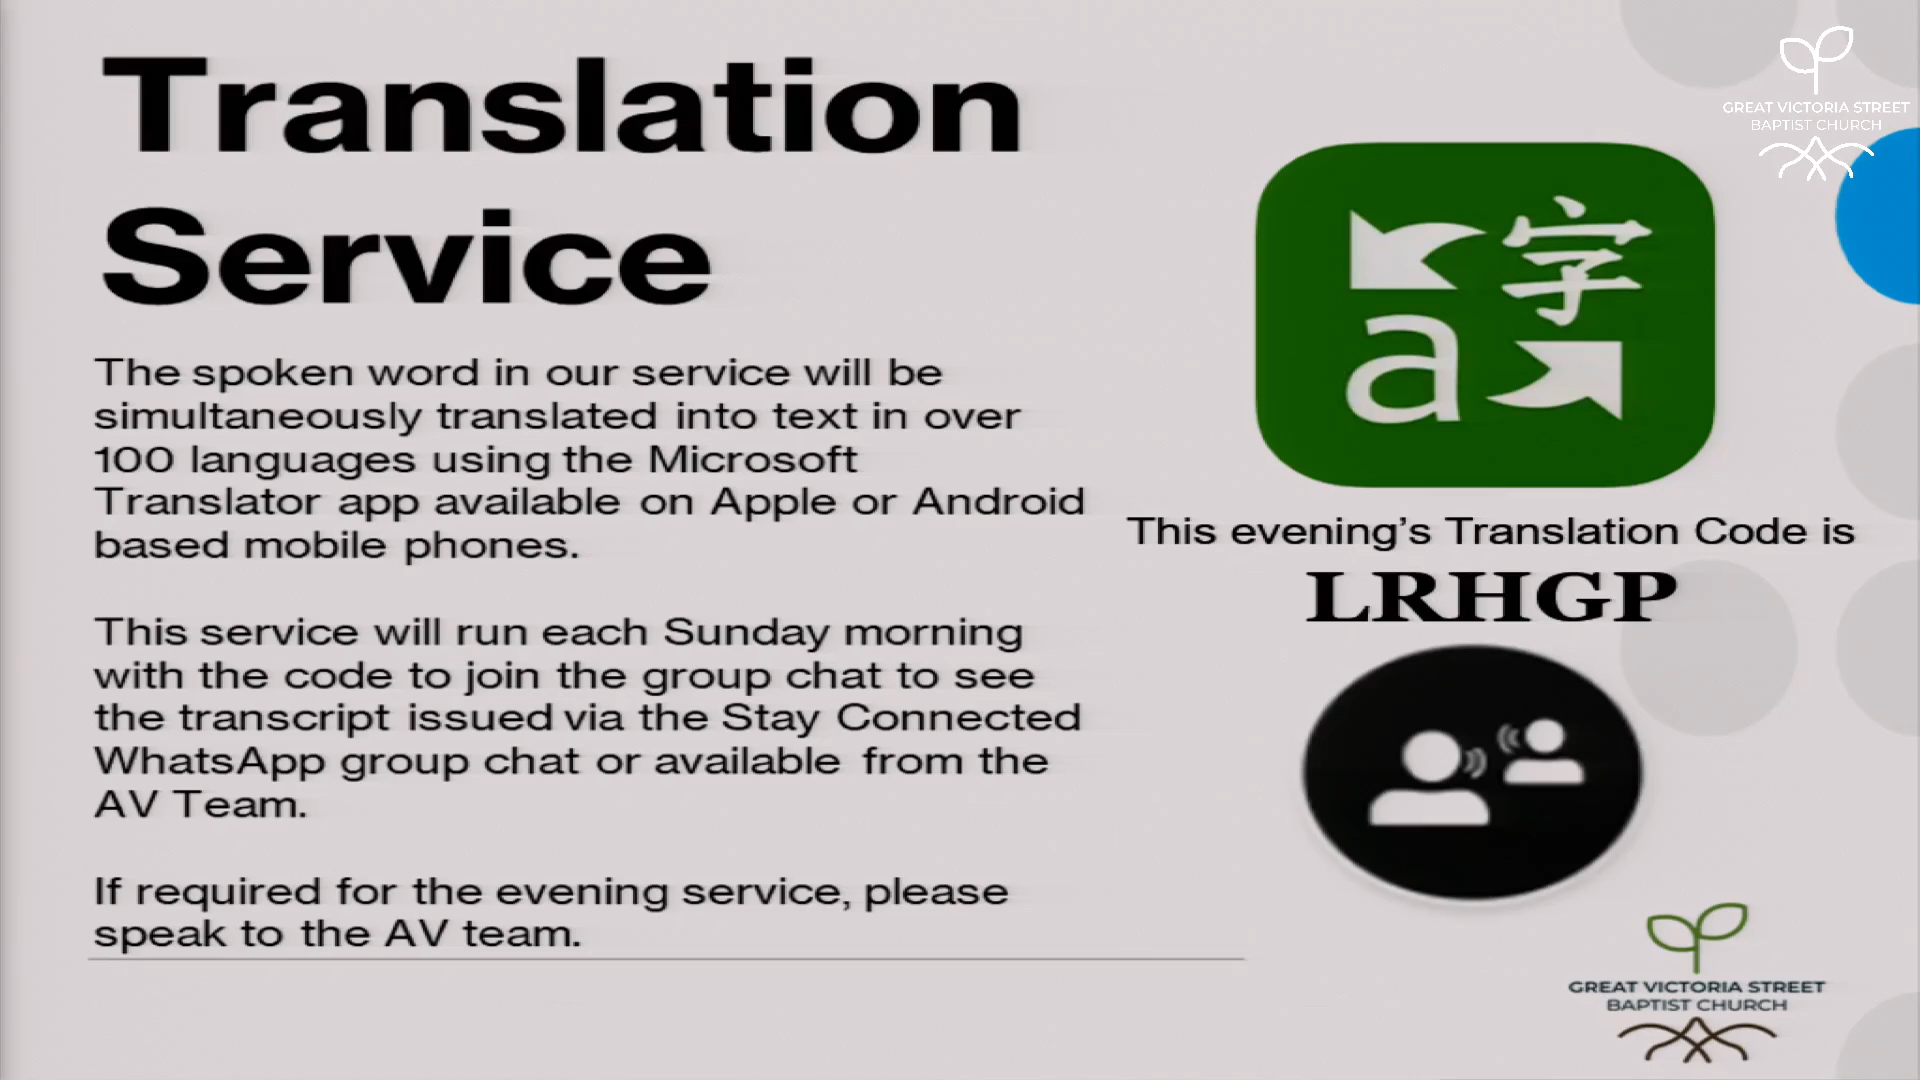 Translation
Service
The spoken word in our service will be
simultaneously translated into text in over
100 languages using the Microsoft
Translator app available on Apple or Android
based mobile phones.
This service will run each Sunday morning
with the code to join the group chat to see
the transcript issued via the Stay Connected
WhatsApp group chat or available from the
AV Team.
If required for the evening service, please
speak to the AV team.
GREAT VICTORIA STREET
BAPTIST CHURCH
字
a
This evening's Translation Code is
LRHGP
GREAT VICTORIA STREET
BAPTIST CHURCH